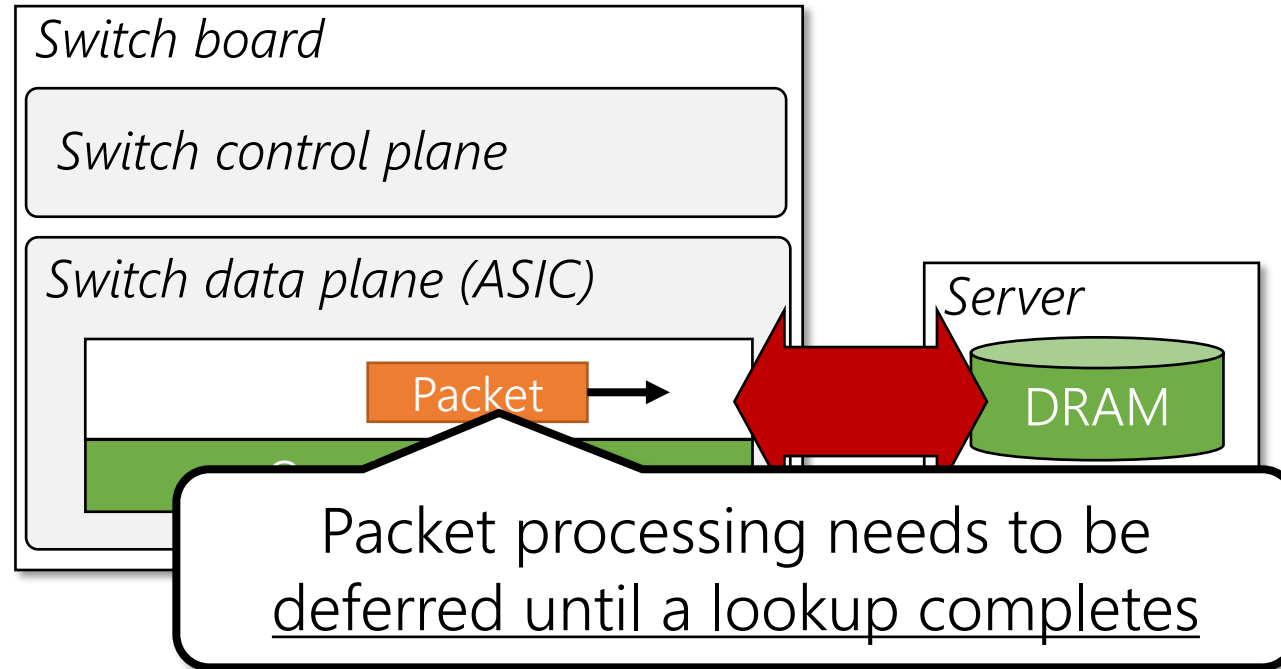 Switch board
Switch control plane
Switch data plane (ASIC)
Server
Packet
DRAM
Packet processing needs to be
deferred until a lookup completes